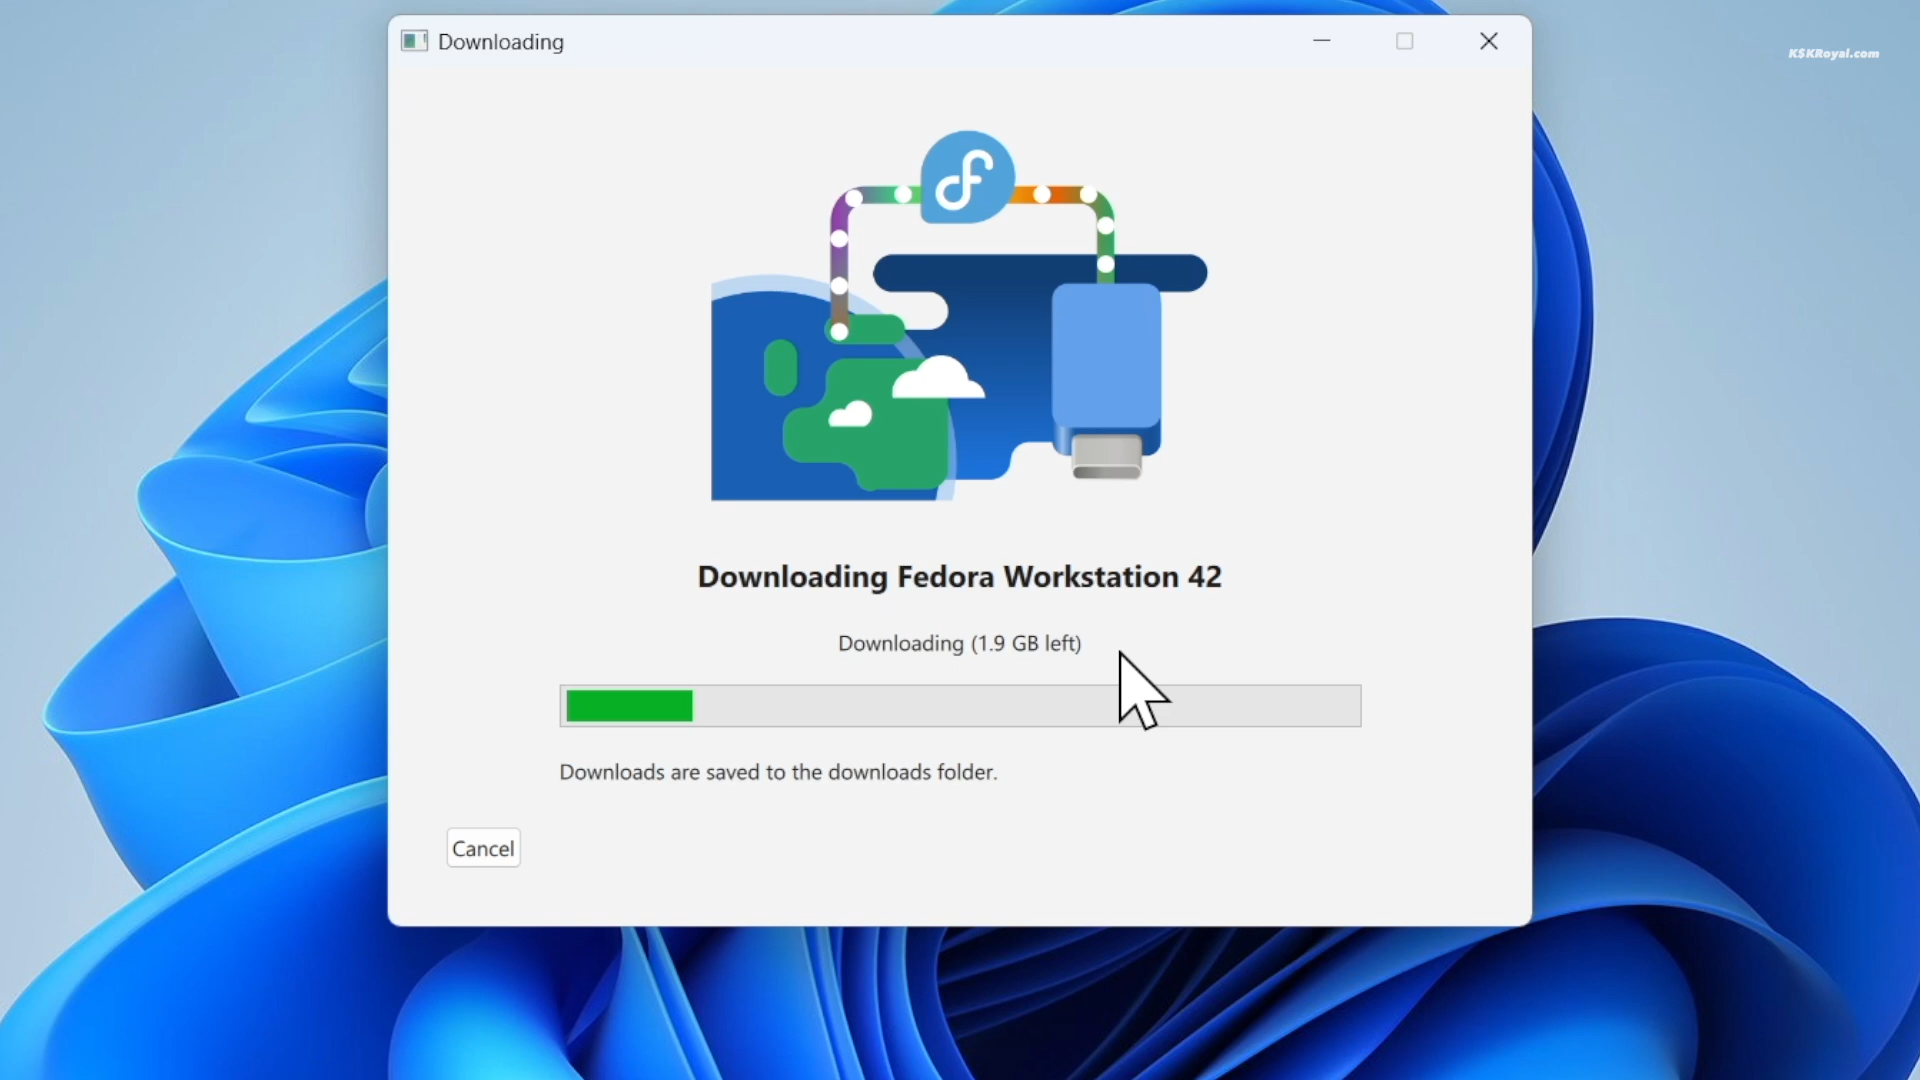 Downloading
K$KRoyal.com
Downloading Fedora Workstation 42
Downloading (1.9 GB left)
Downloads are saved to the downloads folder.
Cancel